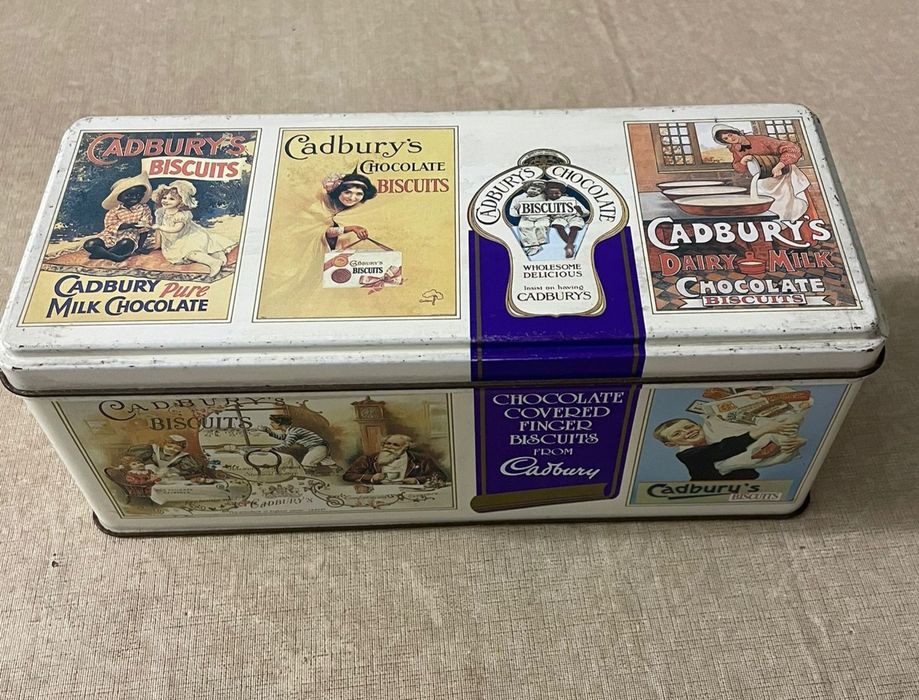 CADBURY'S
BISCUITS
CADBURY Pure
MILK CHOCOLATE
Cadbury's
CHOCOLATE
BISCUITS
CADBURY'S
BISCUITS
CADBURY'S CHOCOLATE
BISCUITS
WHOLESOME
DELICIOUS
Insist on having
CADBURYS
CADBURY'S
DAIRY MILK
CHOCOLATE
BISCUITS
CADBURY'S
BISCUITS
CADBURY'S
CHOCOLATE
COVERED
FINGER
BISCUITS
FROM
Cadbury
Cadbury's
BISCUITS